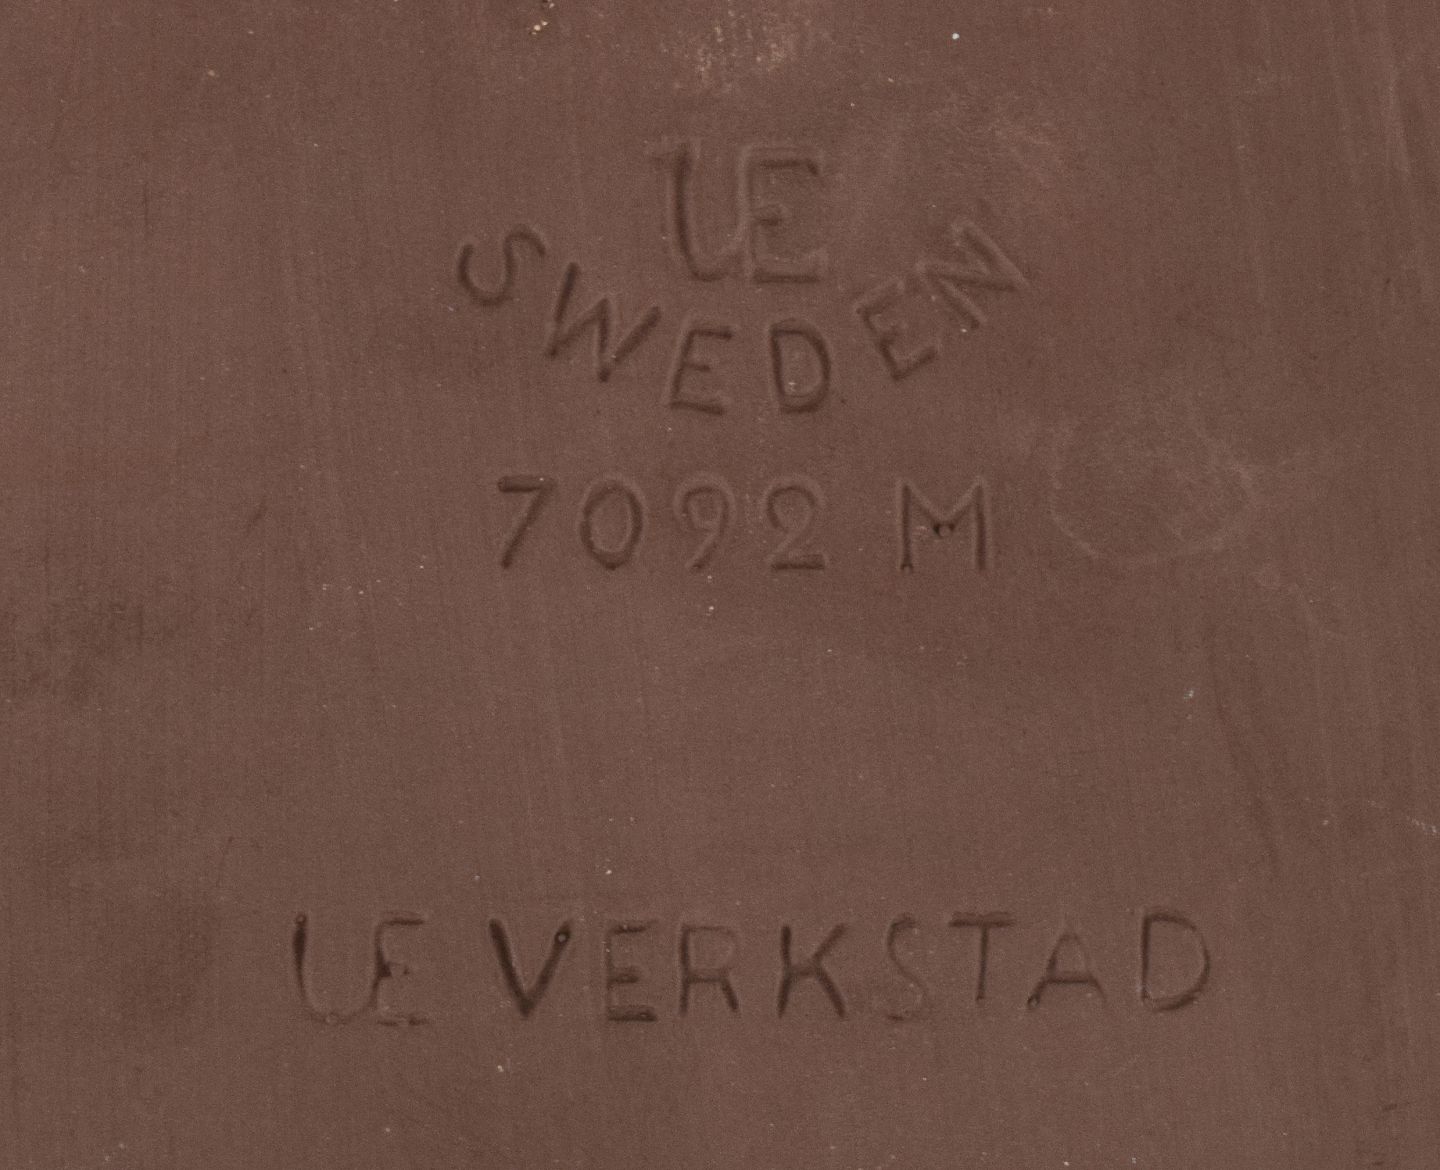 UE
SWEDEN
7092 M
UE VERKSTAD